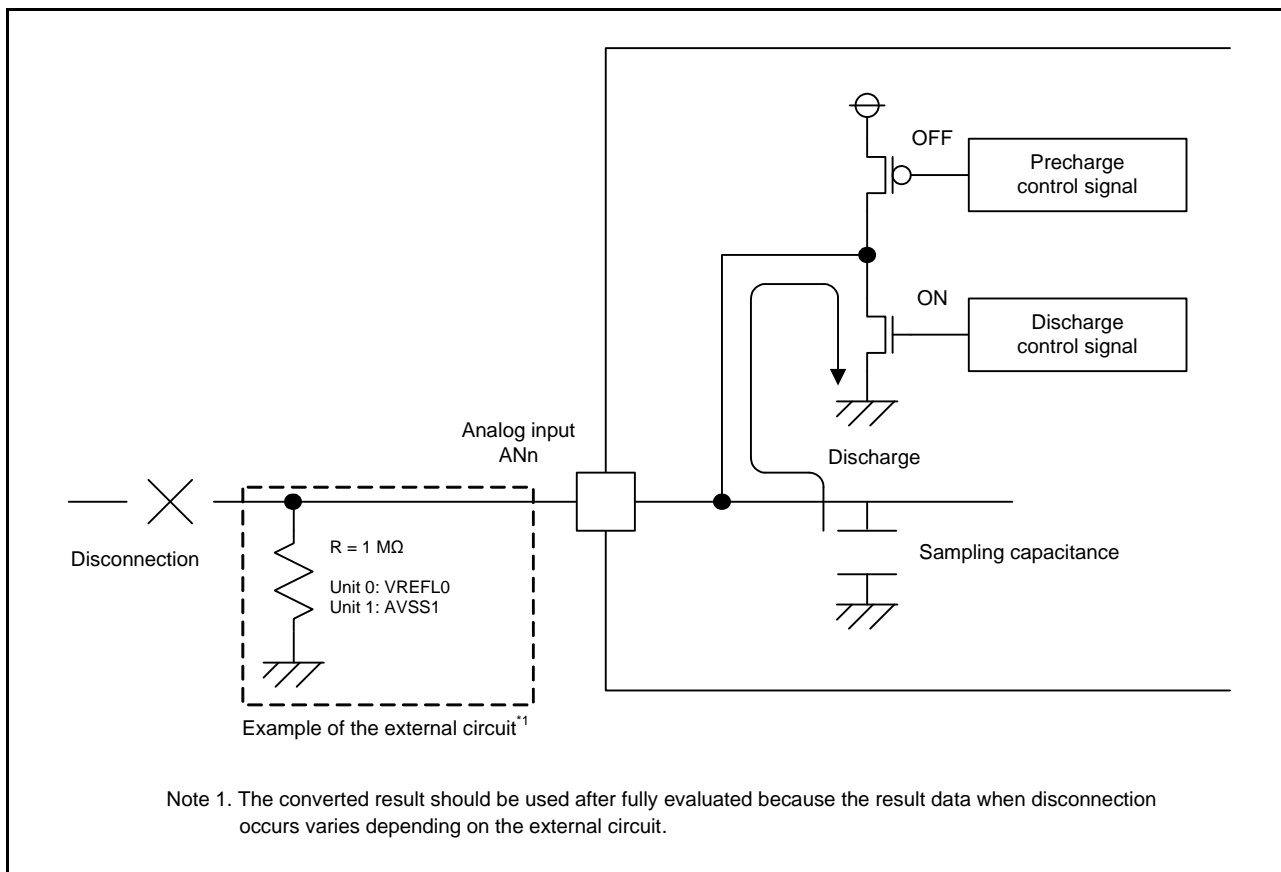 OFF
Precharge
control signal
ON
Discharge
control signal
Analog input
ANn
Discharge
Disconnection
R = 1 MΩ
Unit 0: VREFL0
Unit 1: AVSS1
Sampling capacitance
Example of the external circuit*1
Note 1. The converted result should be used after fully evaluated because the result data when disconnection
occurs varies depending on the external circuit.